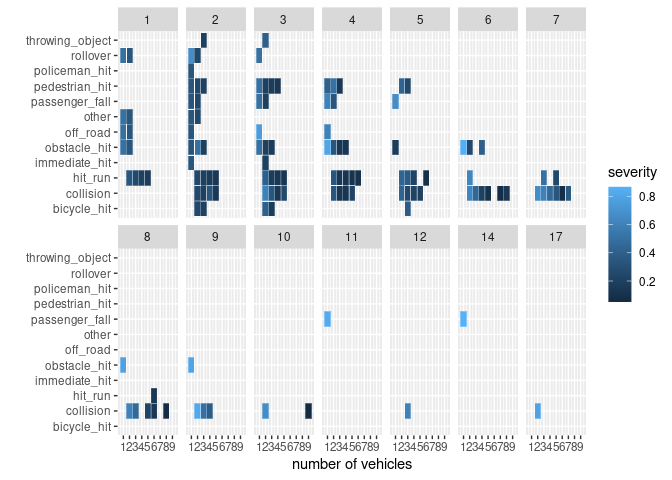 1 2 3 4 5 6 7
throwing_object
rollover
policeman_hit
pedestrian_hit
passenger_fall
other
off_road
obstacle_hit
immediate_hit
hit_run
collision
bicycle_hit
8 9 10 11 12 14 17
throwing_object
rollover
policeman_hit
pedestrian_hit
passenger_fall
other
off_road
obstacle_hit
immediate_hit
hit_run
collision
bicycle_hit
123456789 123456789 123456789 123456789 123456789 123456789 123456789
number of vehicles
severity
0.8
0.6
0.4
0.2